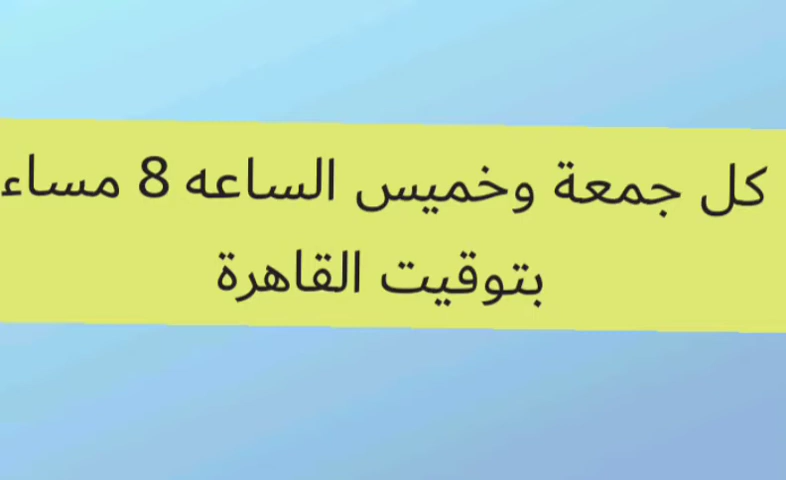 كل جمعة وخميس الساعه 8 مساء
بتوقيت القاهرة